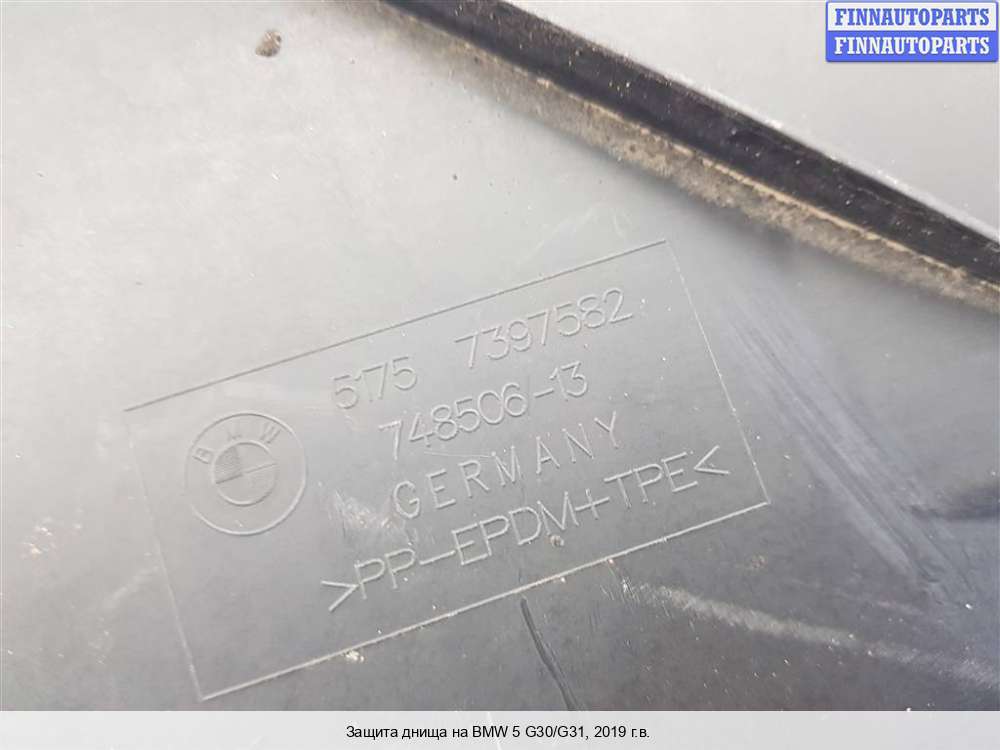 FINNAUTOPARTS
FINNAUTOPARTS
5175 7397582
748506-13
BMW
GERMANY
>PP-EPDM+TPE<
Защита днища на BMW 5 G30/G31, 2019 г.в.